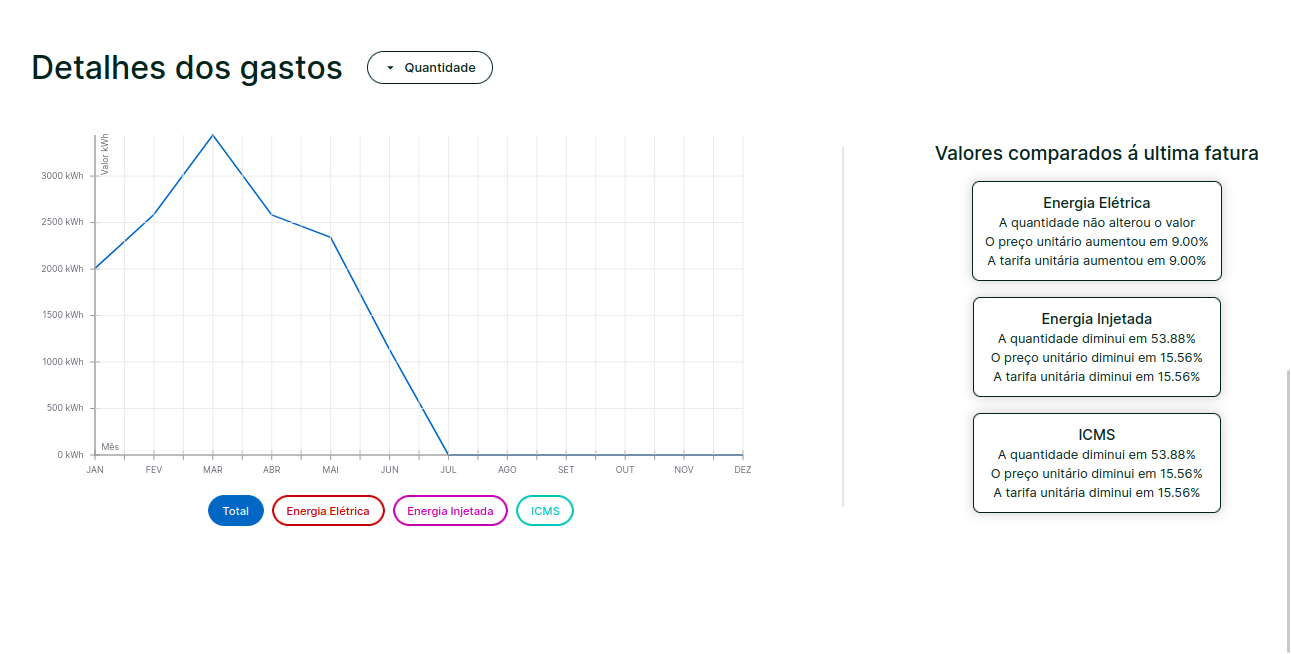 Detalhes dos gastos
Quantidade
Valor kWh
3000 kWh
2500 kWh
2000 kWh
1500 kWh
1000 kWh
500 kWh
0 kWh
Mês
JAN FEV MAR ABR MAI JUN JUL AGO SET OUT NOV DEZ
Total Energia Elétrica Energia Injetada ICMS
Valores comparados á ultima fatura
Energia Elétrica
A quantidade não alterou o valor
O preço unitário aumentou em 9.00%
A tarifa unitária aumentou em 9.00%
Energia Injetada
A quantidade diminui em 53.88%
O preço unitário diminui em 15.56%
A tarifa unitária diminui em 15.56%
ICMS
A quantidade diminui em 53.88%
O preço unitário diminui em 15.56%
A tarifa unitária diminui em 15.56%